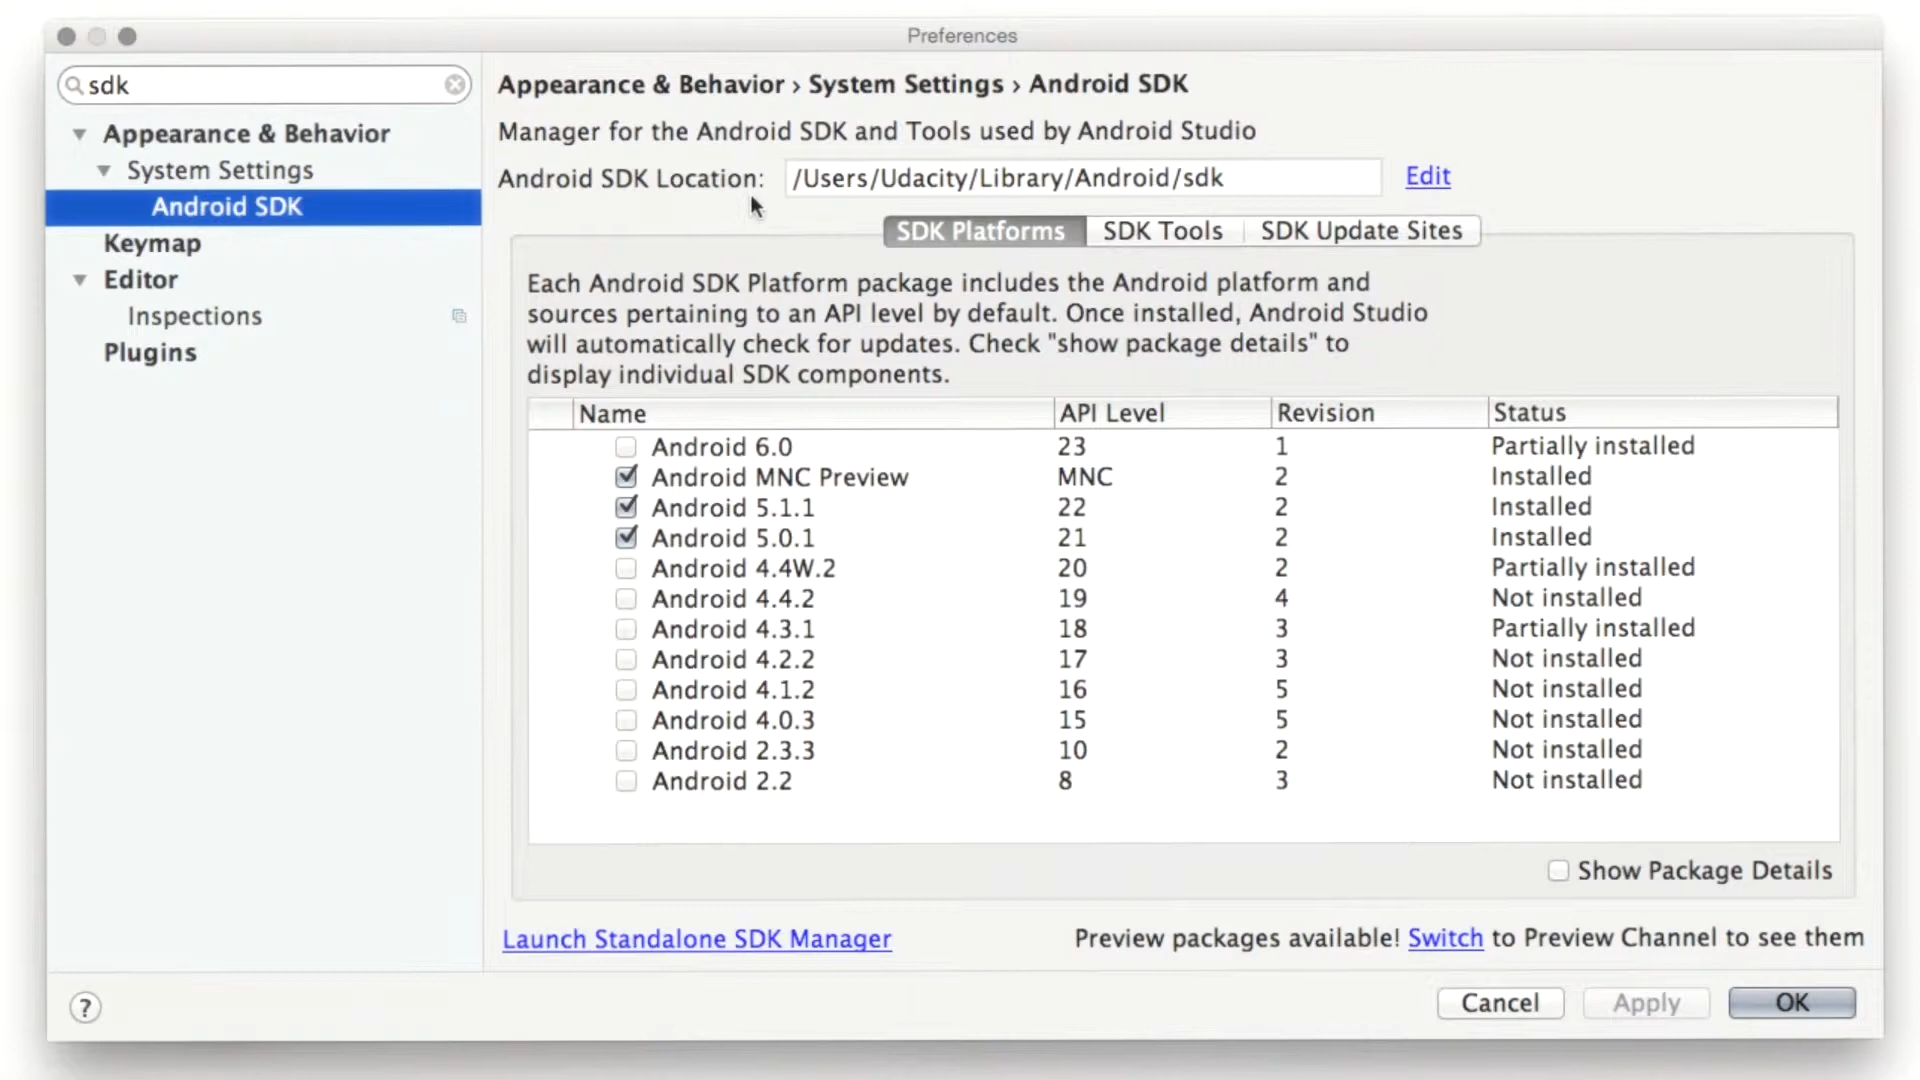 Preferences
sdk
Appearance & Behavior
System Settings
Android SDK
Keymap
Editor
Inspections
Plugins
Appearance & Behavior › System Settings › Android SDK
Manager for the Android SDK and Tools used by Android Studio
Android SDK Location: /Users/Udacity/Library/Android/sdk Edit
SDK Platforms SDK Tools SDK Update Sites
Each Android SDK Platform package includes the Android platform and
sources pertaining to an API level by default. Once installed, Android Studio
will automatically check for updates. Check "show package details" to
display individual SDK components.
Name API Level Revision Status
Android 6.0 23 1 Partially installed
Android MNC Preview MNC 2 Installed
Android 5.1.1 22 2 Installed
Android 5.0.1 21 2 Installed
Android 4.4W.2 20 2 Partially installed
Android 4.4.2 19 4 Not installed
Android 4.3.1 18 3 Partially installed
Android 4.2.2 17 3 Not installed
Android 4.1.2 16 5 Not installed
Android 4.0.3 15 5 Not installed
Android 2.3.3 10 2 Not installed
Android 2.2 8 3 Not installed
Show Package Details
Launch Standalone SDK Manager Preview packages available! Switch to Preview Channel to see them
? Cancel Apply OK